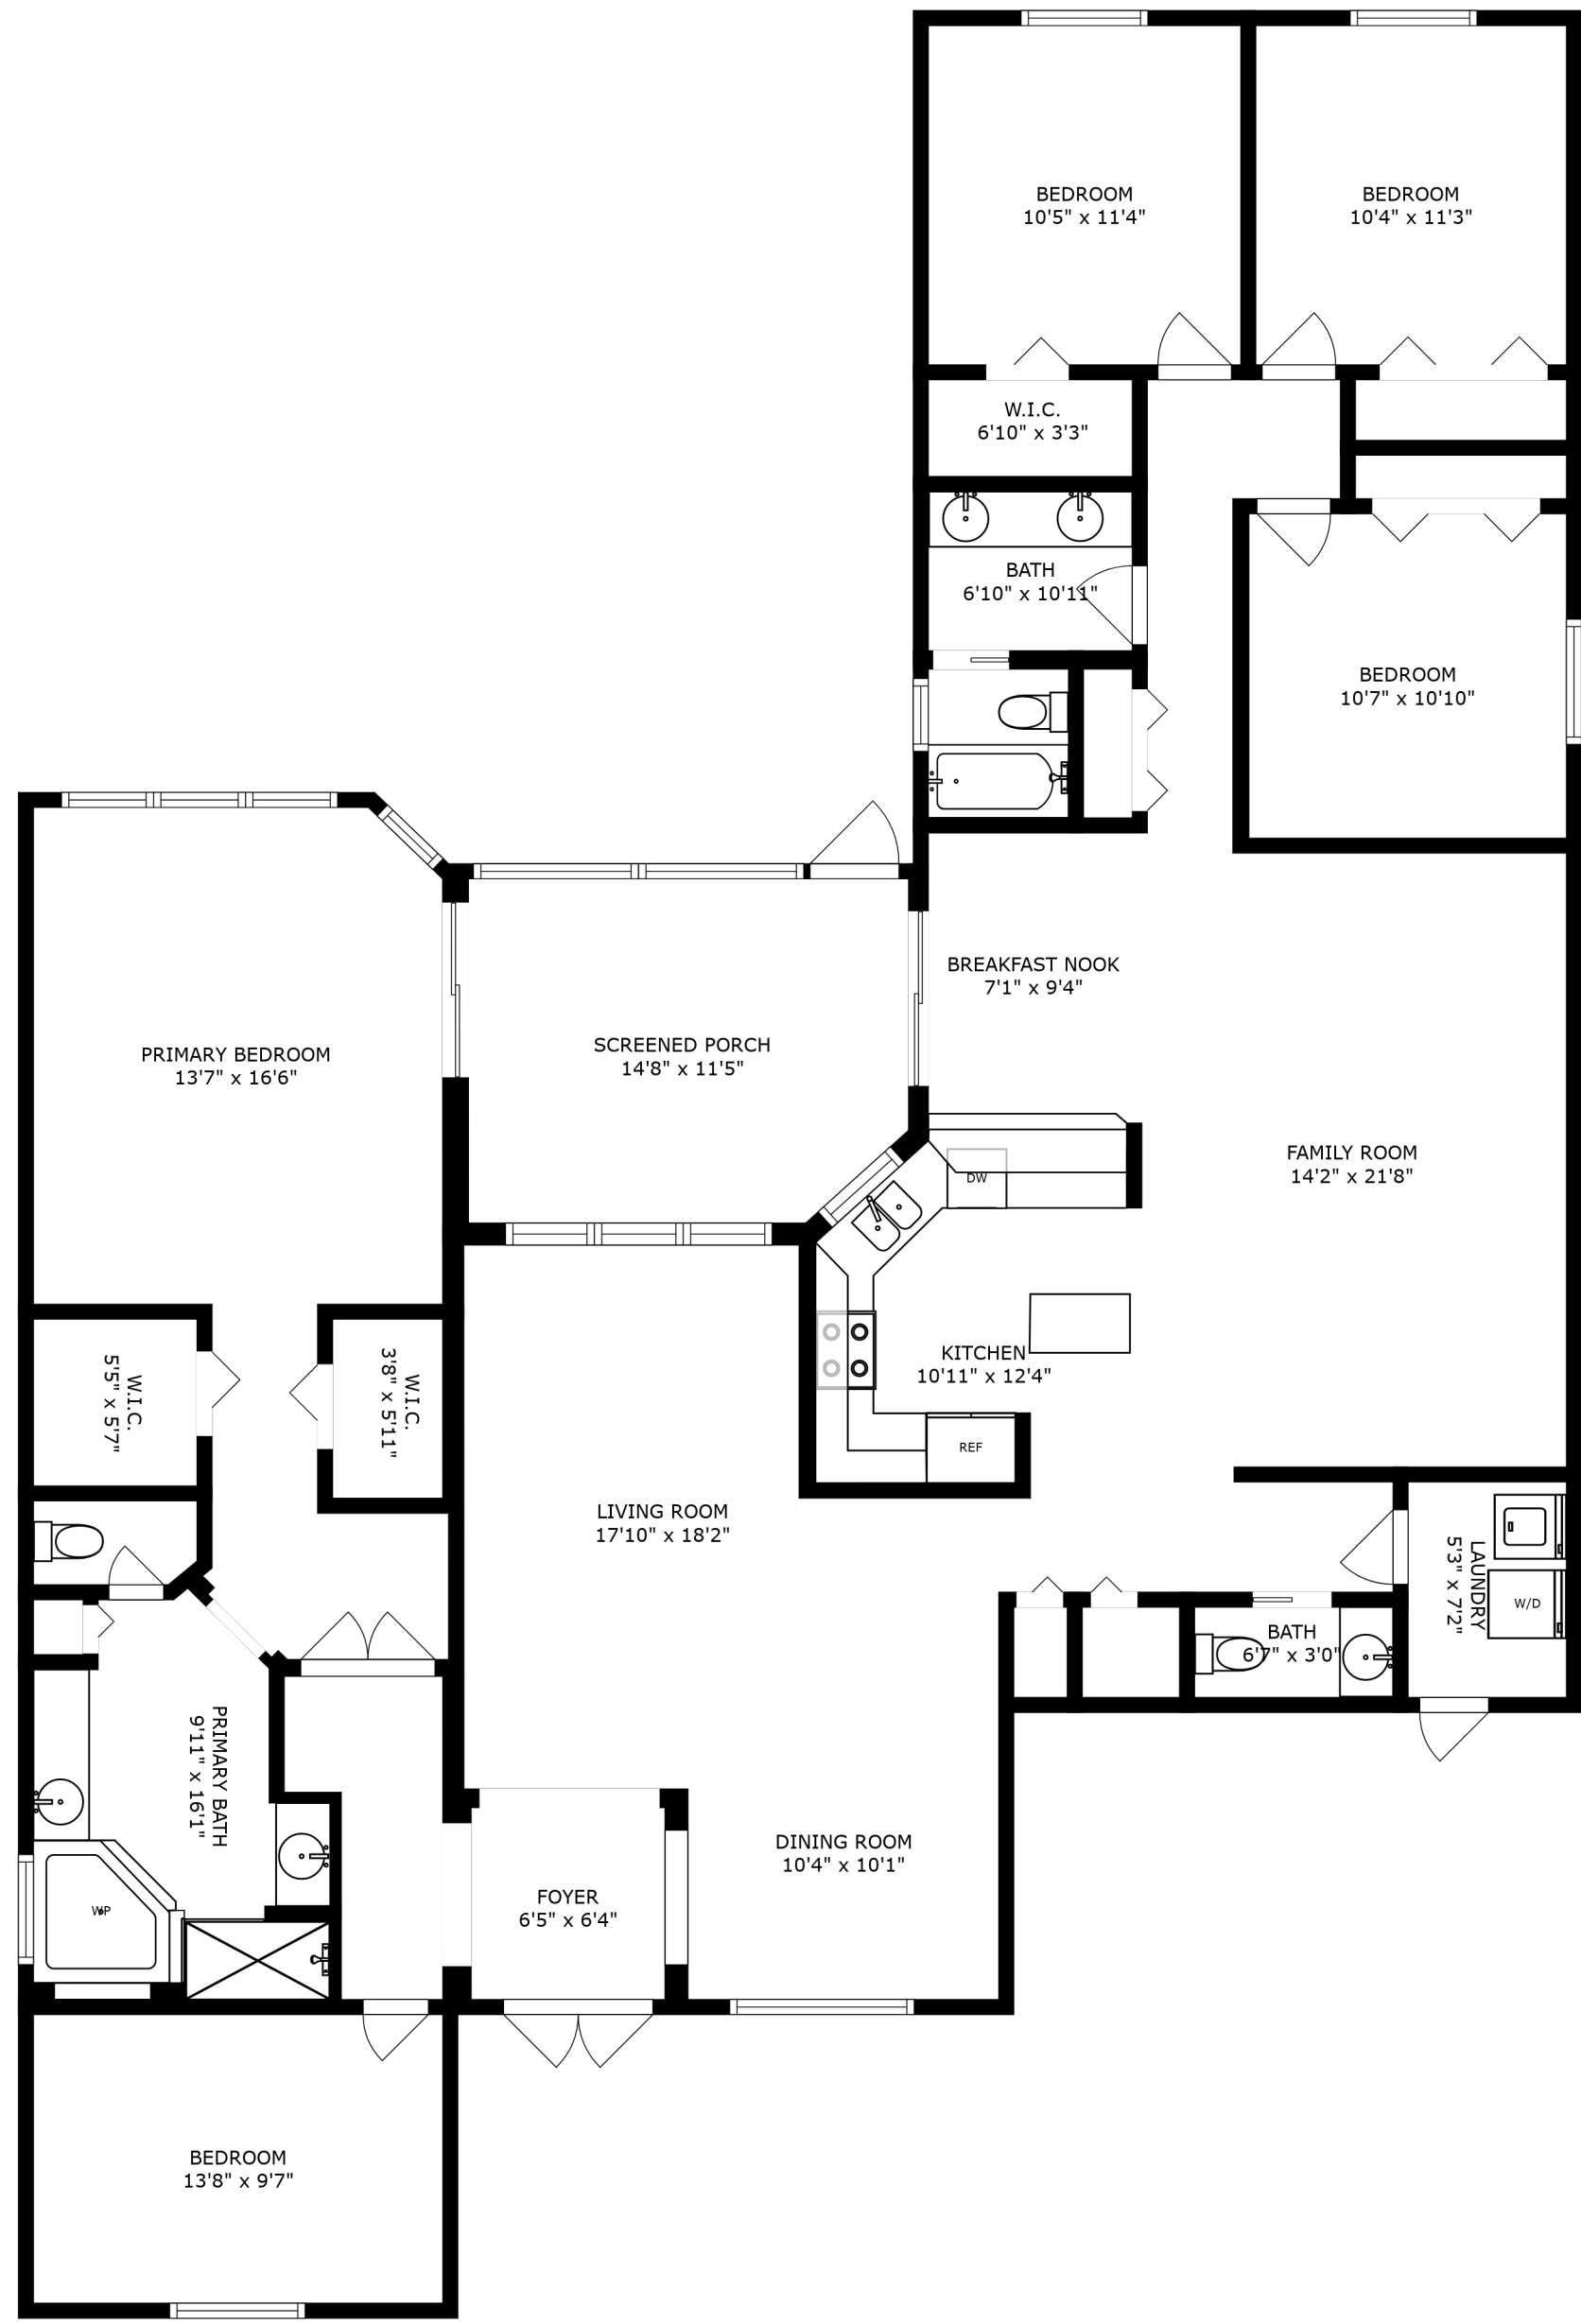 BEDROOM
10'5" x 11'4"
BEDROOM
10'4" x 11'3"
W.I.C.
6'10" x 3'3"
BATH
6'10" x 10'11"
BEDROOM
10'7" x 10'10"
BREAKFAST NOOK
7'1" x 9'4"
SCREENED PORCH
14'8" x 11'5"
PRIMARY BEDROOM
13'7" x 16'6"
FAMILY ROOM
14'2" x 21'8"
DW
KITCHEN
10'11" x 12'4"
REF
W.I.C.
5'5" x 5'7"
W.I.C.
3'8" x 5'11"
LIVING ROOM
17'10" x 18'2"
LAUNDRY
5'3" x 7'2"
W/D
BATH
6'7" x 3'0"
PRIMARY BATH
9'11" x 16'1"
DINING ROOM
10'4" x 10'1"
FOYER
6'5" x 6'4"
WP
BEDROOM
13'8" x 9'7"